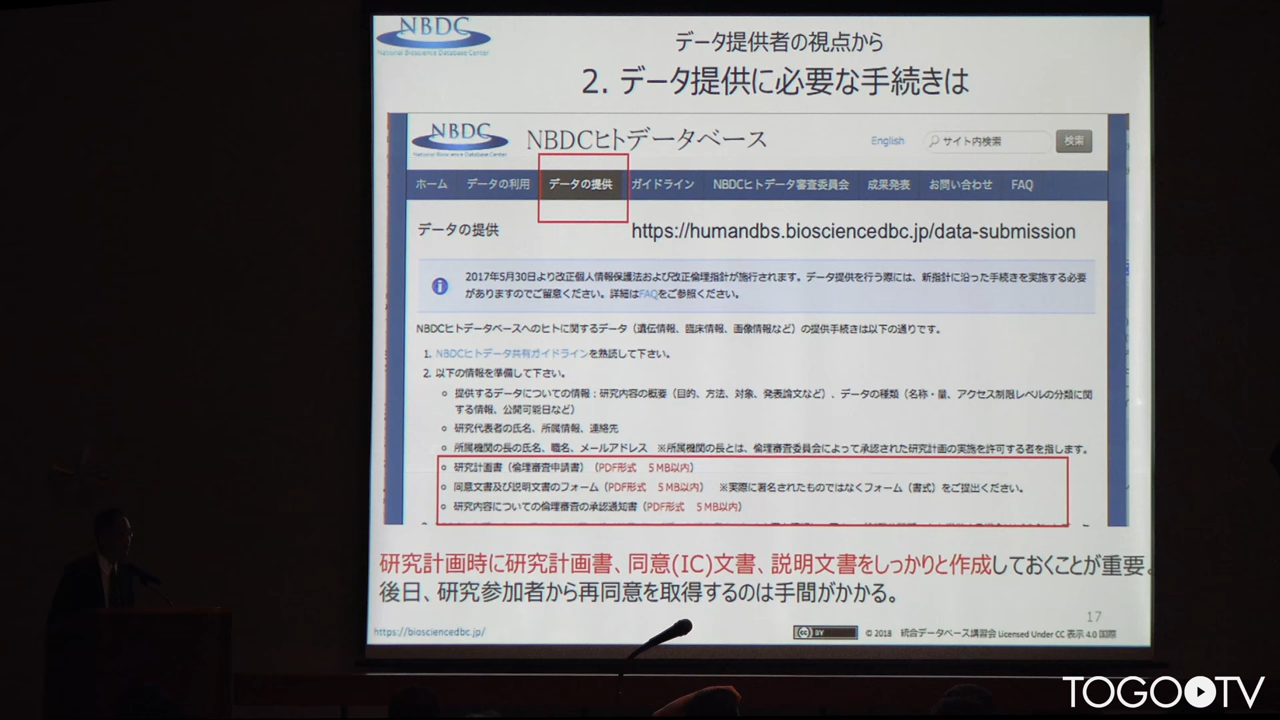 NBDC
National Bioscience Database Center
データ提供者の視点から
2. データ提供に必要な手続きは
NBDC
National Bioscience Database Center
NBDCヒトデータベース
English
サイト内検索
検索
ホーム データの利用 データの提供 ガイドライン NBDCヒトデータ審査委員会 成果発表 お問い合わせ FAQ
データの提供
https://humandbs.biosciencedbc.jp/data-submission
2017年5月30日より改正個人情報保護法および改正倫理指針が施行されます。データ提供を行う際には、新指針に沿った手続きを実施する必要
がありますのでご留意ください。詳細はFAQをご参照ください。
NBDCヒトデータベースへのヒトに関するデータ（遺伝情報、臨床情報、画像情報など）の提供手続きは以下の通りです。
1. NBDCヒトデータ共有ガイドラインを熟読して下さい。
2. 以下の情報を準備して下さい。
提供するデータについての情報：研究内容の概要（目的、方法、対象、発表論文など）、データの種類（名称・量、アクセス制限レベルの分類に関
する情報、公開可能日など）
研究代表者の氏名、所属情報、連絡先
所属機関の長の氏名、職名、メールアドレス ※所属機関の長とは、倫理審査委員会によって承認された研究計画の実施を許可する者を指します。
研究計画書（倫理審査申請書）（PDF形式 5MB以内）
同意文書及び説明文書のフォーム（PDF形式 5MB以内） ※実際に署名されたものではなくフォーム（書式）をご提出ください。
研究内容についての倫理審査の承認通知書（PDF形式 5MB以内）
研究計画時に研究計画書、同意(IC)文書、説明文書をしっかりと作成しておくことが重要。
後日、研究参加者から再同意を取得するのは手間がかかる。
17
https://biosciencedbc.jp/
cc BY
© 2018 統合データベース講習会 Licensed Under CC 表示 4.0 国際
TOGO TV